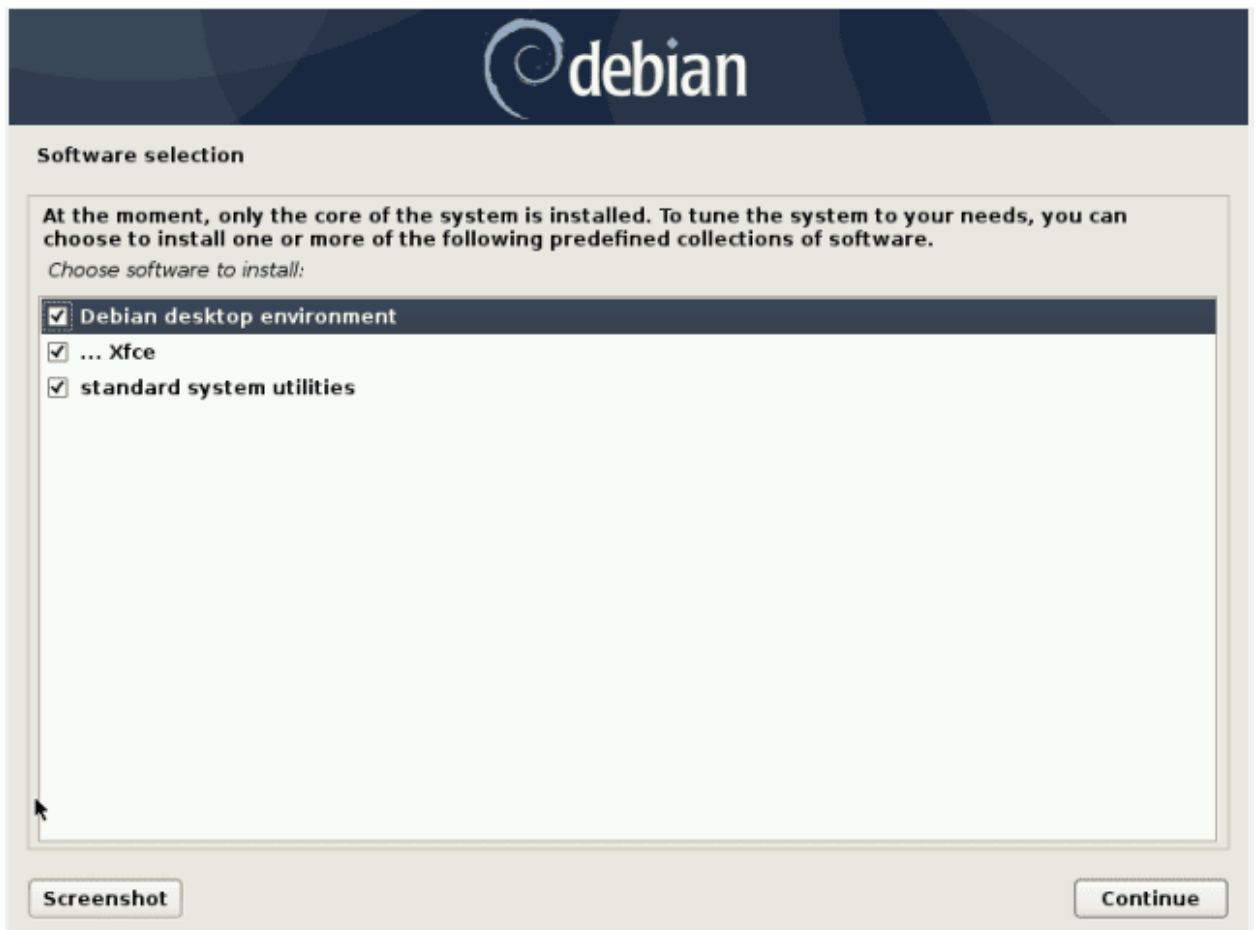 debian
Software selection
At the moment, only the core of the system is installed. To tune the system to your needs, you can
choose to install one or more of the following predefined collections of software.
Choose software to install:
Debian desktop environment
... Xfce
standard system utilities
Screenshot
Continue